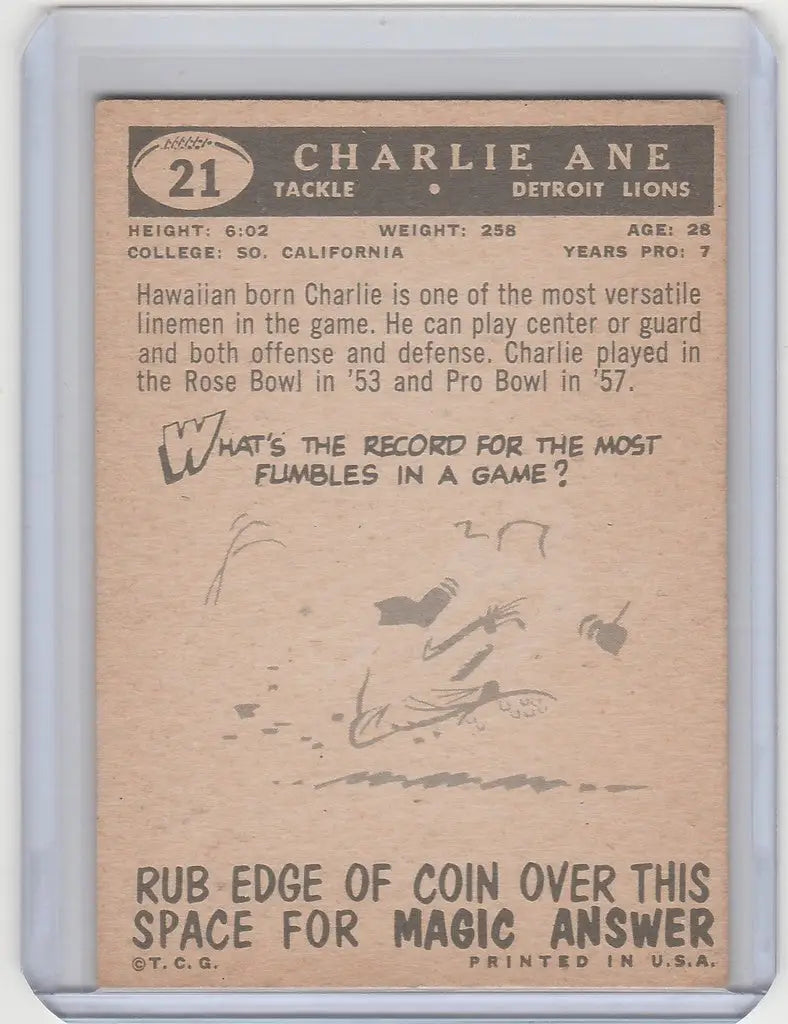 21
CHARLIE ANE
TACKLE • DETROIT LIONS
HEIGHT: 6:02 WEIGHT: 258 AGE: 28
COLLEGE: SO. CALIFORNIA YEARS PRO: 7
Hawaiian born Charlie is one of the most versatile
linemen in the game. He can play center or guard
and both offense and defense. Charlie played in
the Rose Bowl in '53 and Pro Bowl in '57.
WHAT'S THE RECORD FOR THE MOST
FUMBLES IN A GAME?
RUB EDGE OF COIN OVER THIS
SPACE FOR MAGIC ANSWER
©T.C.G. PRINTED IN U.S.A.